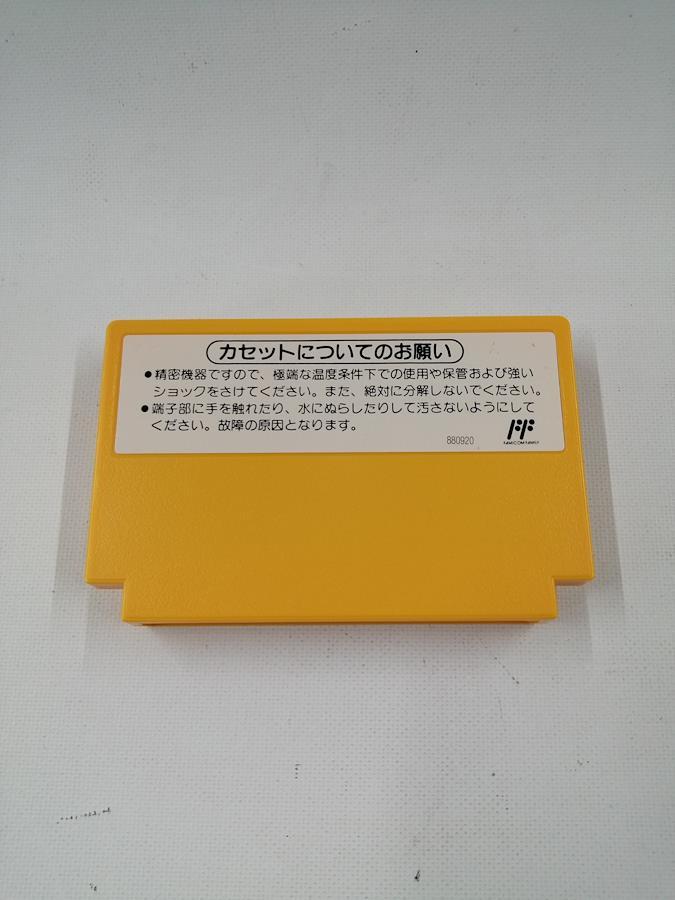 カセットについてのお願い
●精密機器ですので、極端な温度条件下での使用や保管および強い
ショックをさけてください。また、絶対に分解しないでください。
●端子部に手を触れたり、水にぬらしたりして汚さないようにして
ください。故障の原因となります。
880920
FAMICOM FAMILY